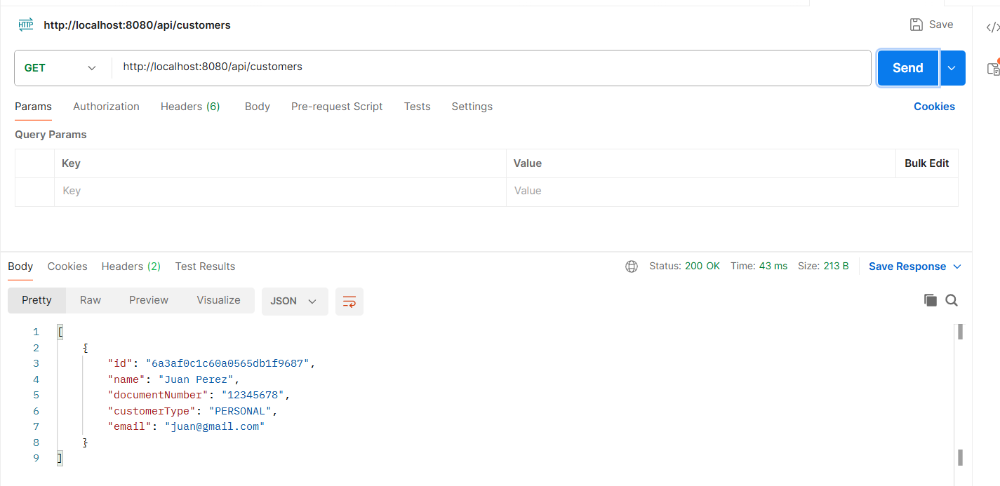 HTTP http://localhost:8080/api/customers Save
GET http://localhost:8080/api/customers Send
Params Authorization Headers (6) Body Pre-request Script Tests Settings Cookies
Query Params
Key Value Bulk Edit
Key Value
Body Cookies Headers (2) Test Results Status: 200 OK Time: 43 ms Size: 213 B Save Response
Pretty Raw Preview Visualize JSON
1 [
2 {
3 "id": "6a3af0c1c60a0565db1f9687",
4 "name": "Juan Perez",
5 "documentNumber": "12345678",
6 "customerType": "PERSONAL",
7 "email": "juan@gmail.com"
8 }
9 ]